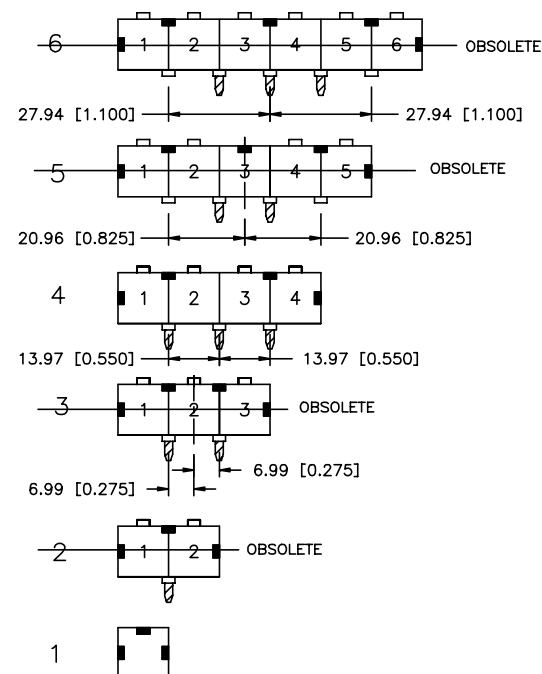 6 1 2 3 4 5 6 OBSOLETE
27.94 [1.100] 27.94 [1.100]
5 1 2 3 4 5 OBSOLETE
20.96 [0.825] 20.96 [0.825]
4 1 2 3 4
13.97 [0.550] 13.97 [0.550]
3 1 2 3 OBSOLETE
6.99 [0.275]
6.99 [0.275]
2 1 2 OBSOLETE
1